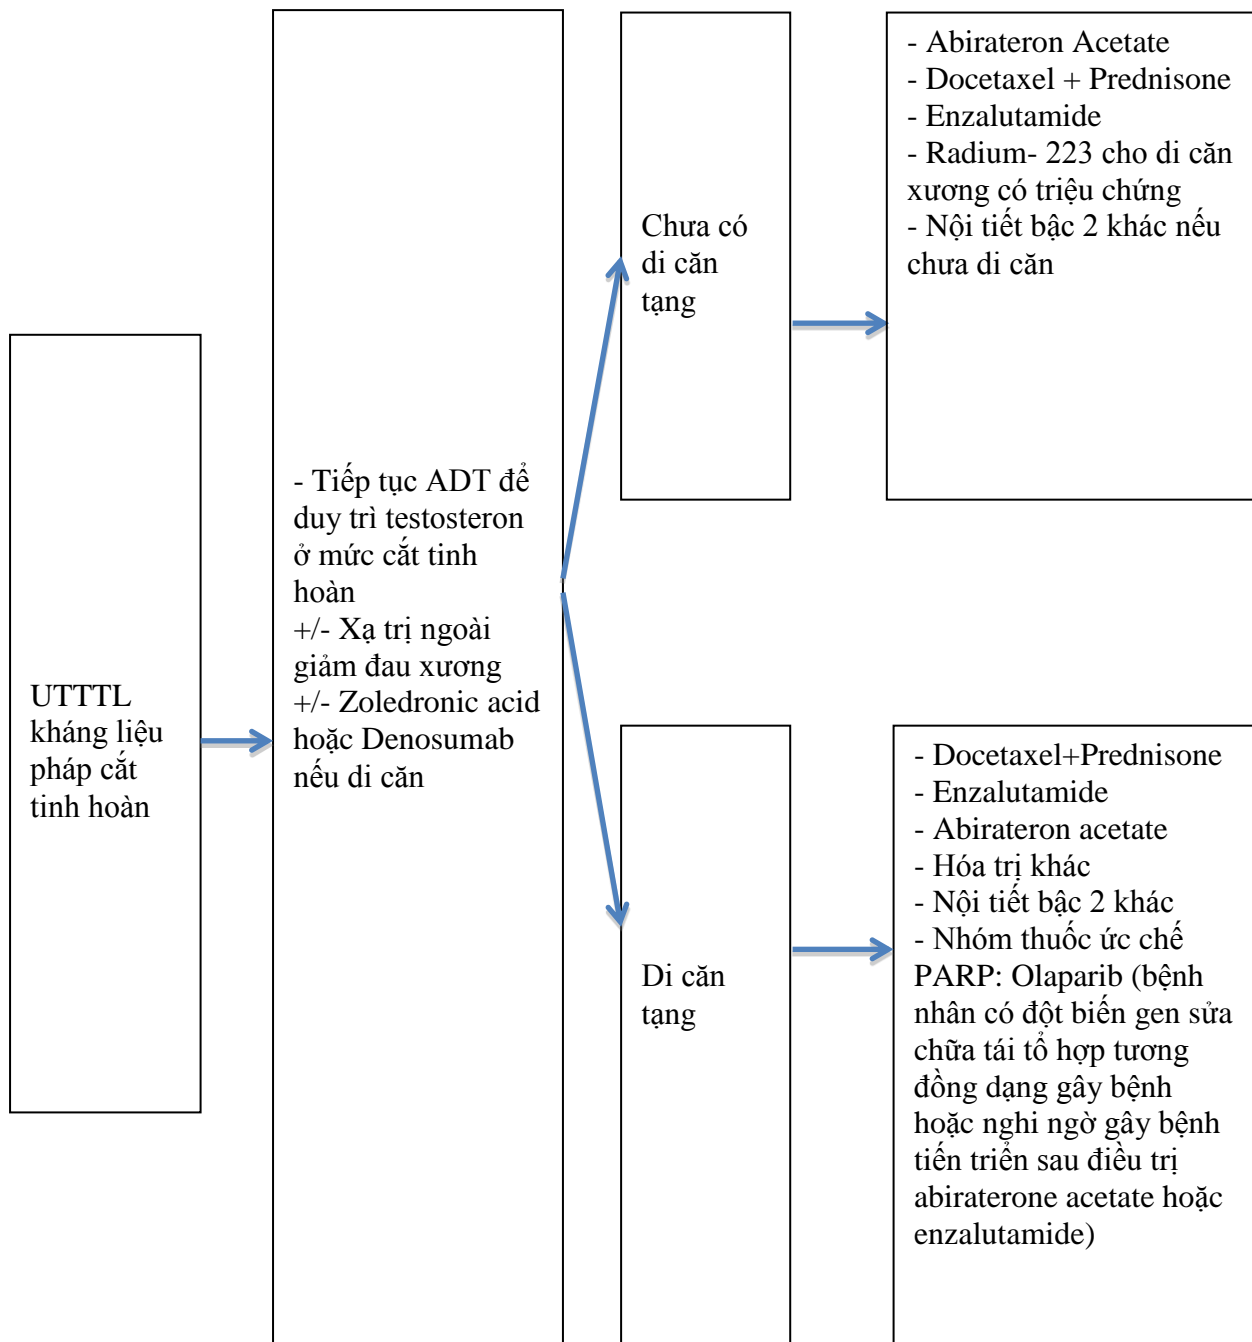 UTTTL
kháng liệu
pháp cắt
tinh hoàn
- Tiếp tục ADT để
duy trì testosteron
ở mức cắt tinh
hoàn
+/- Xạ trị ngoài
giảm đau xương
+/- Zoledronic acid
hoặc Denosumab
nếu di căn
Chưa có
di căn
tạng
- Abirateron Acetate
- Docetaxel + Prednisone
- Enzalutamide
- Radium- 223 cho di căn
xương có triệu chứng
- Nội tiết bậc 2 khác nếu
chưa di căn
Di căn
tạng
- Docetaxel+Prednisone
- Enzalutamide
- Abirateron acetate
- Hóa trị khác
- Nội tiết bậc 2 khác
- Nhóm thuốc ức chế
PARP: Olaparib (bệnh
nhân có đột biến gen sửa
chữa tái tổ hợp tương
đồng dạng gây bệnh
hoặc nghi ngờ gây bệnh
tiến triển sau điều trị
abiraterone acetate hoặc
enzalutamide)